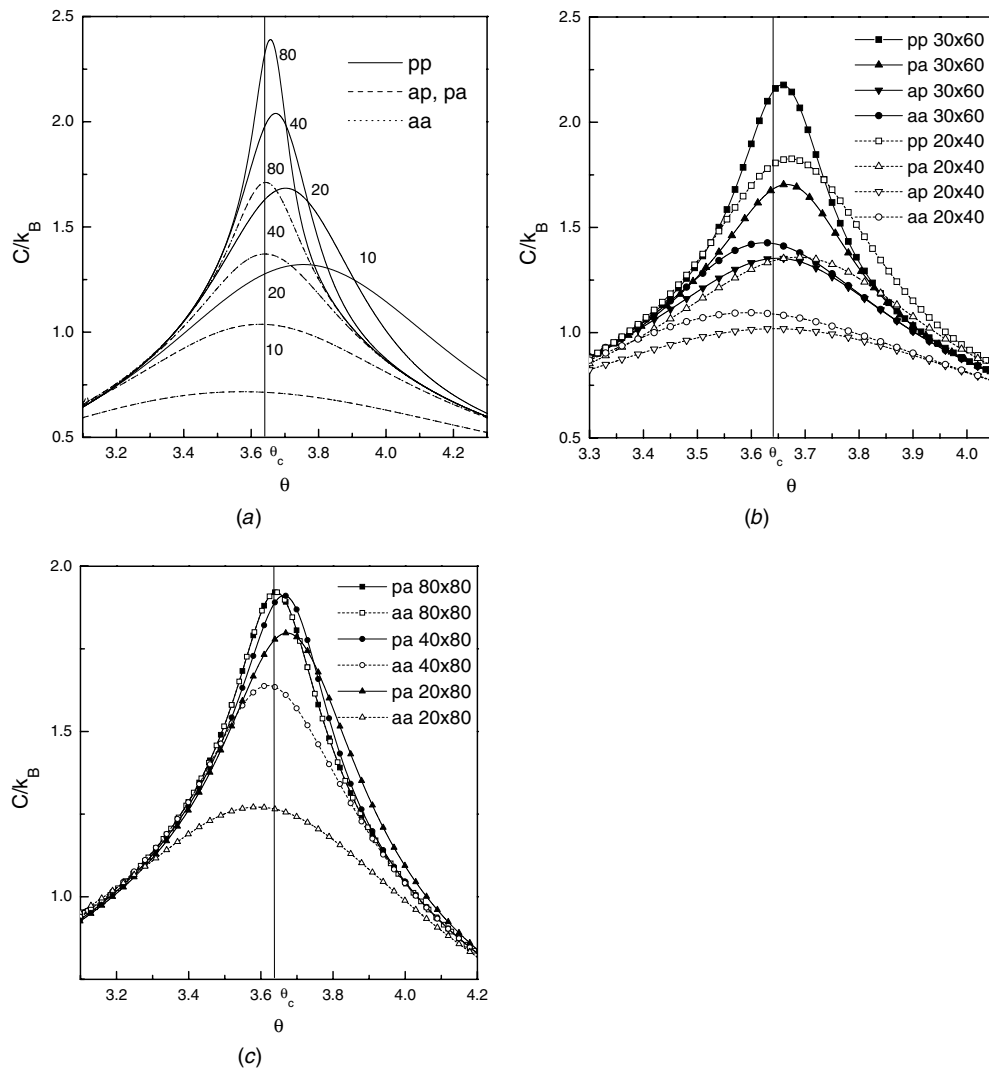 2.5
2.0
1.5
1.0
0.5
C/k_B
80
40
20
10
80
40
20
10
pp
ap, pa
aa
3.2
3.4
3.6
θ_c
3.8
4.0
4.2
θ
(a)
2.5
2.0
1.5
1.0
0.5
C/k_B
pp 30x60
pa 30x60
ap 30x60
aa 30x60
pp 20x40
pa 20x40
ap 20x40
aa 20x40
3.3
3.4
3.5
3.6
θ_c
3.7
3.8
3.9
4.0
θ
(b)
2.0
1.5
1.0
C/k_B
pa 80x80
aa 80x80
pa 40x80
aa 40x80
pa 20x80
aa 20x80
3.2
3.4
3.6
θ_c
3.8
4.0
4.2
θ
(c)